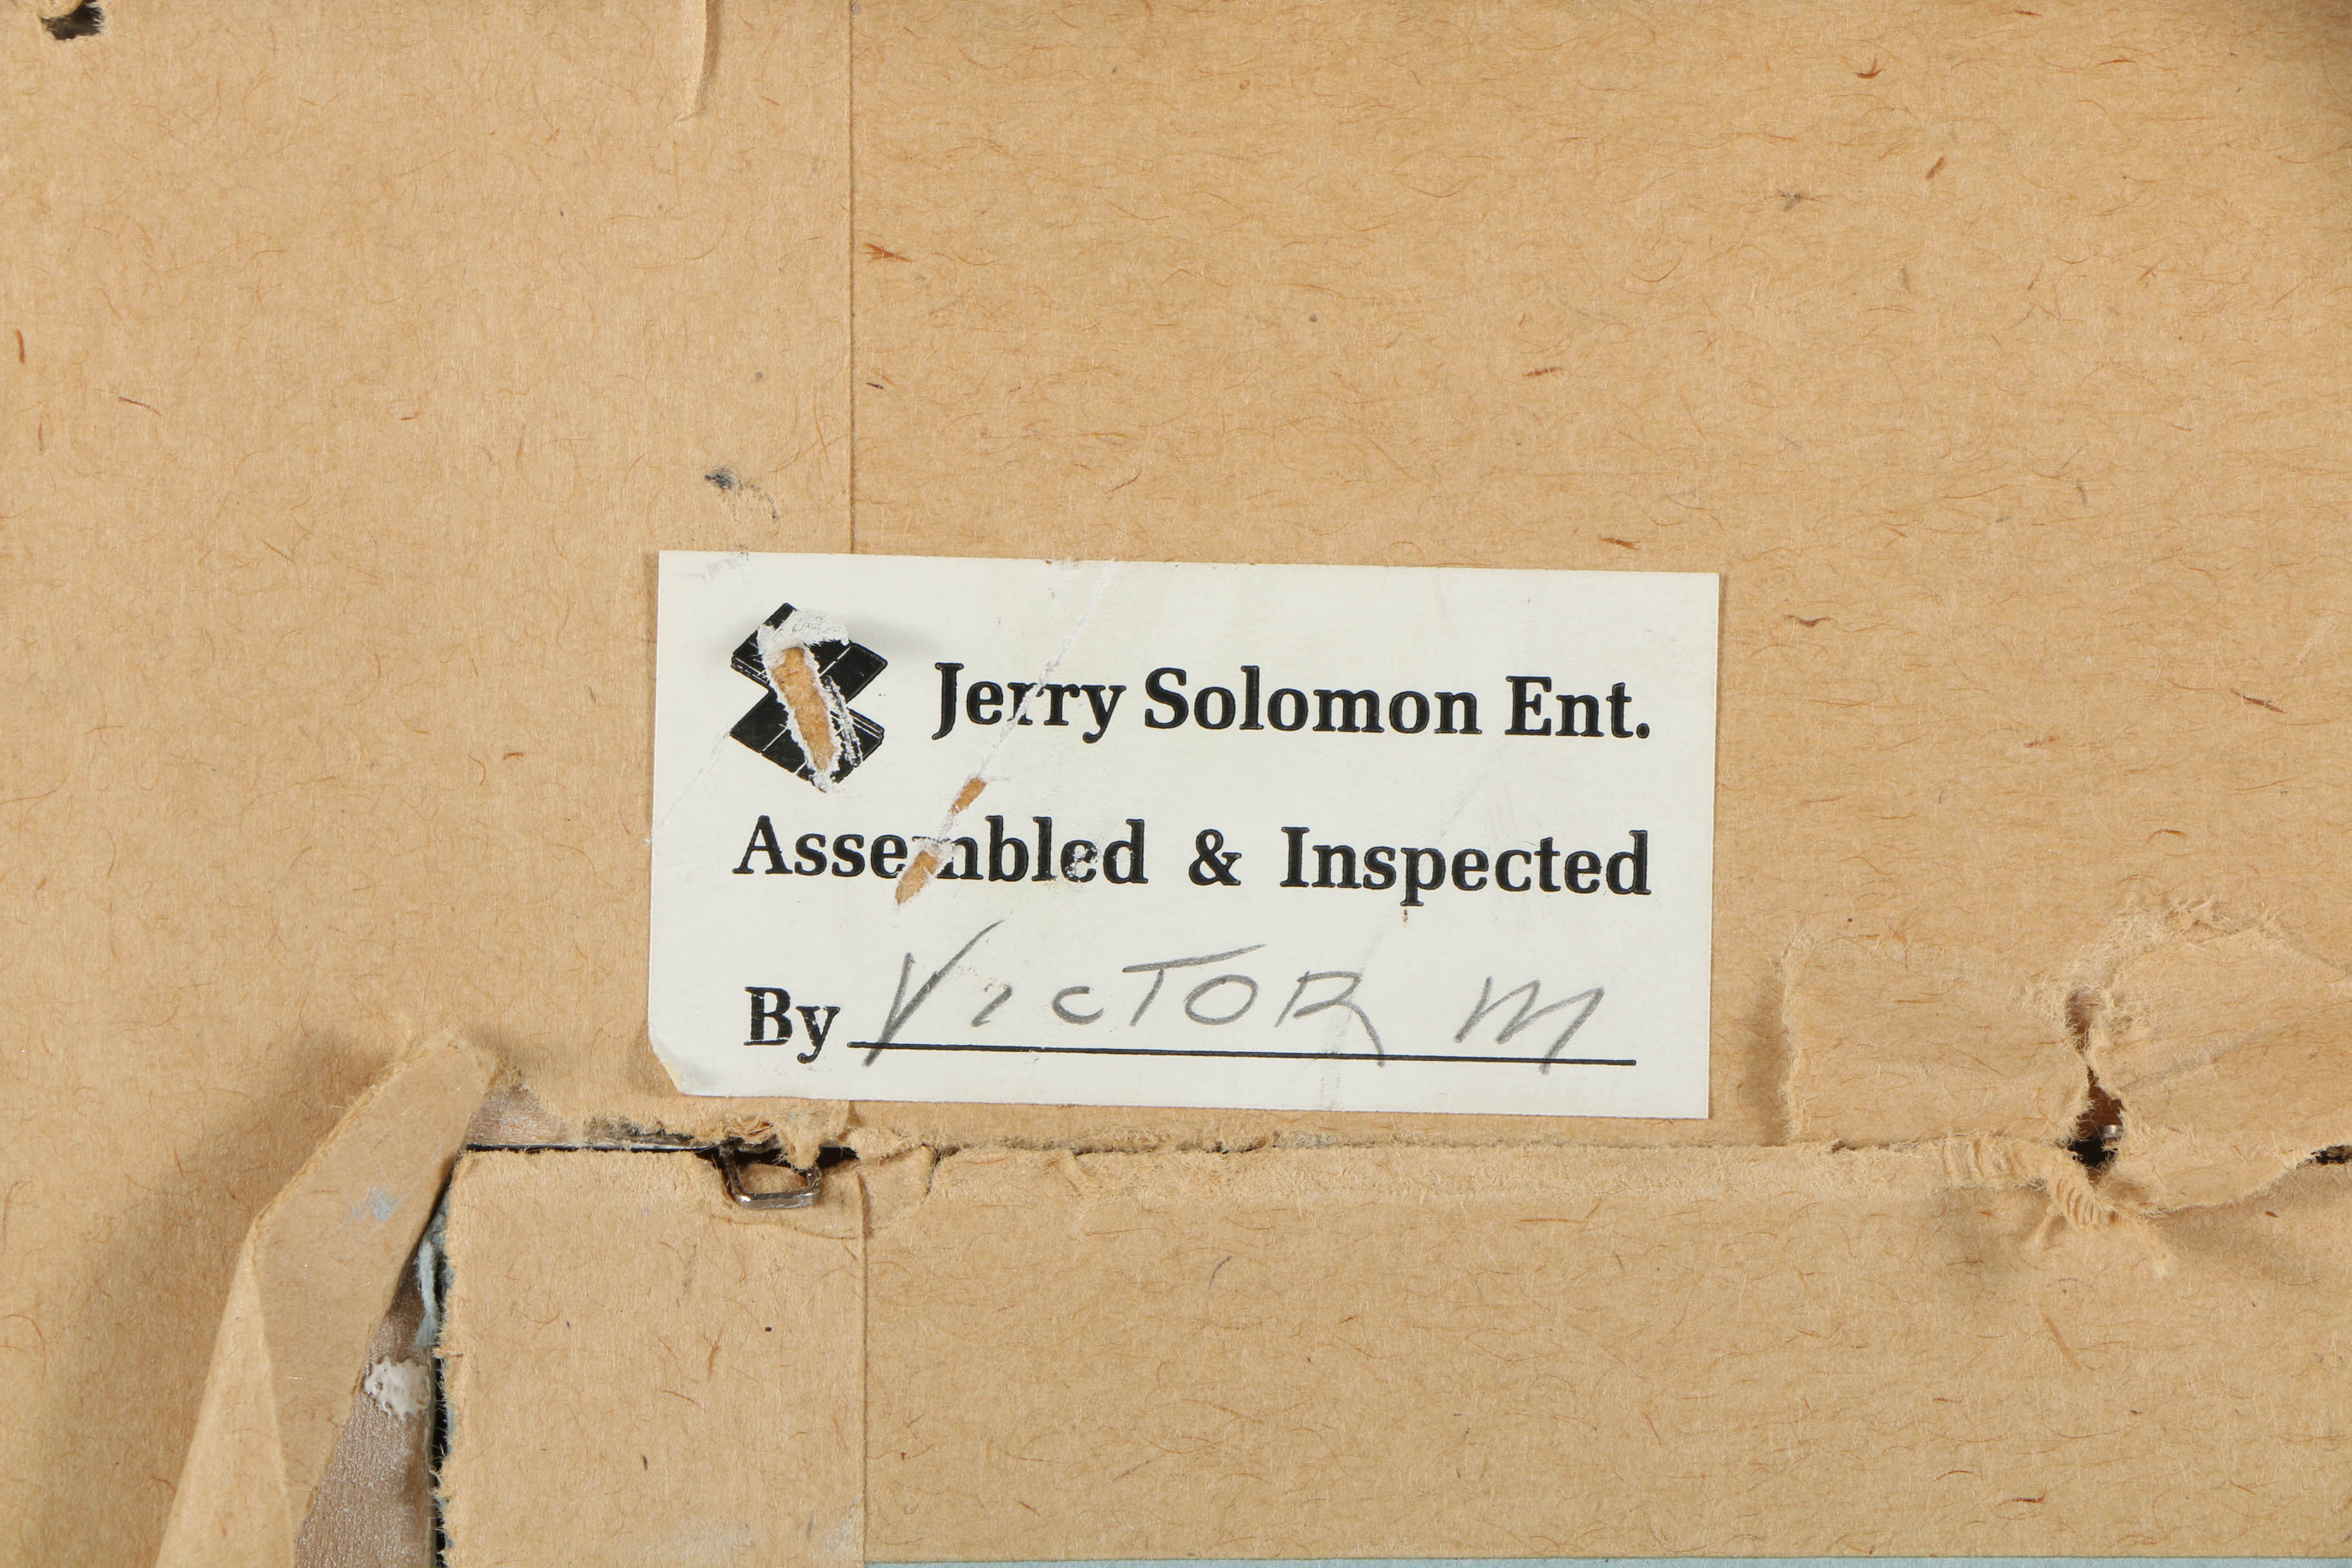 Jerry Solomon Ent.
Assembled & Inspected
By VICTOR M